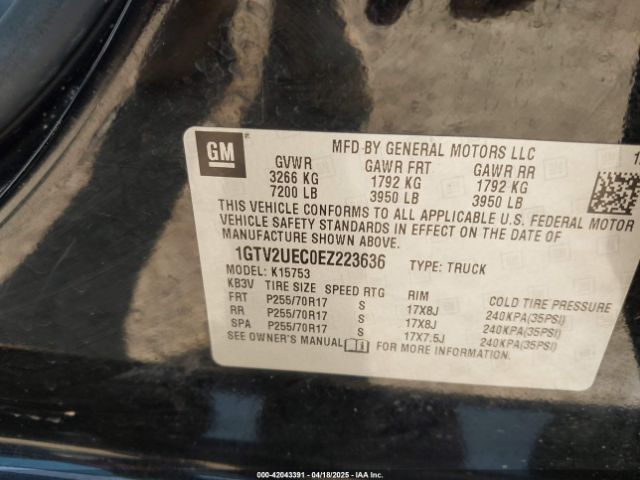 GM
MFD BY GENERAL MOTORS LLC
GVWR GAWR FRT GAWR RR
3266 KG 1792 KG 1792 KG
7200 LB 3950 LB 3950 LB
THIS VEHICLE CONFORMS TO ALL APPLICABLE U.S. FEDERAL MOTOR
VEHICLE SAFETY STANDARDS IN EFFECT ON THE DATE OF
MANUFACTURE SHOWN ABOVE.
1GTV2UEC0EZ223636 TYPE: TRUCK
MODEL: K15753
KB3V TIRE SIZE SPEED RTG RIM COLD TIRE PRESSURE
FRT P255/70R17 S 17X8J 240KPA(35PSI)
RR P255/70R17 S 17X8J 240KPA(35PSI)
SPA P255/70R17 S 17X7.5J 240KPA(35PSI)
SEE OWNER'S MANUAL FOR MORE INFORMATION.
000-42043391 - 04/18/2025 - IAA Inc.